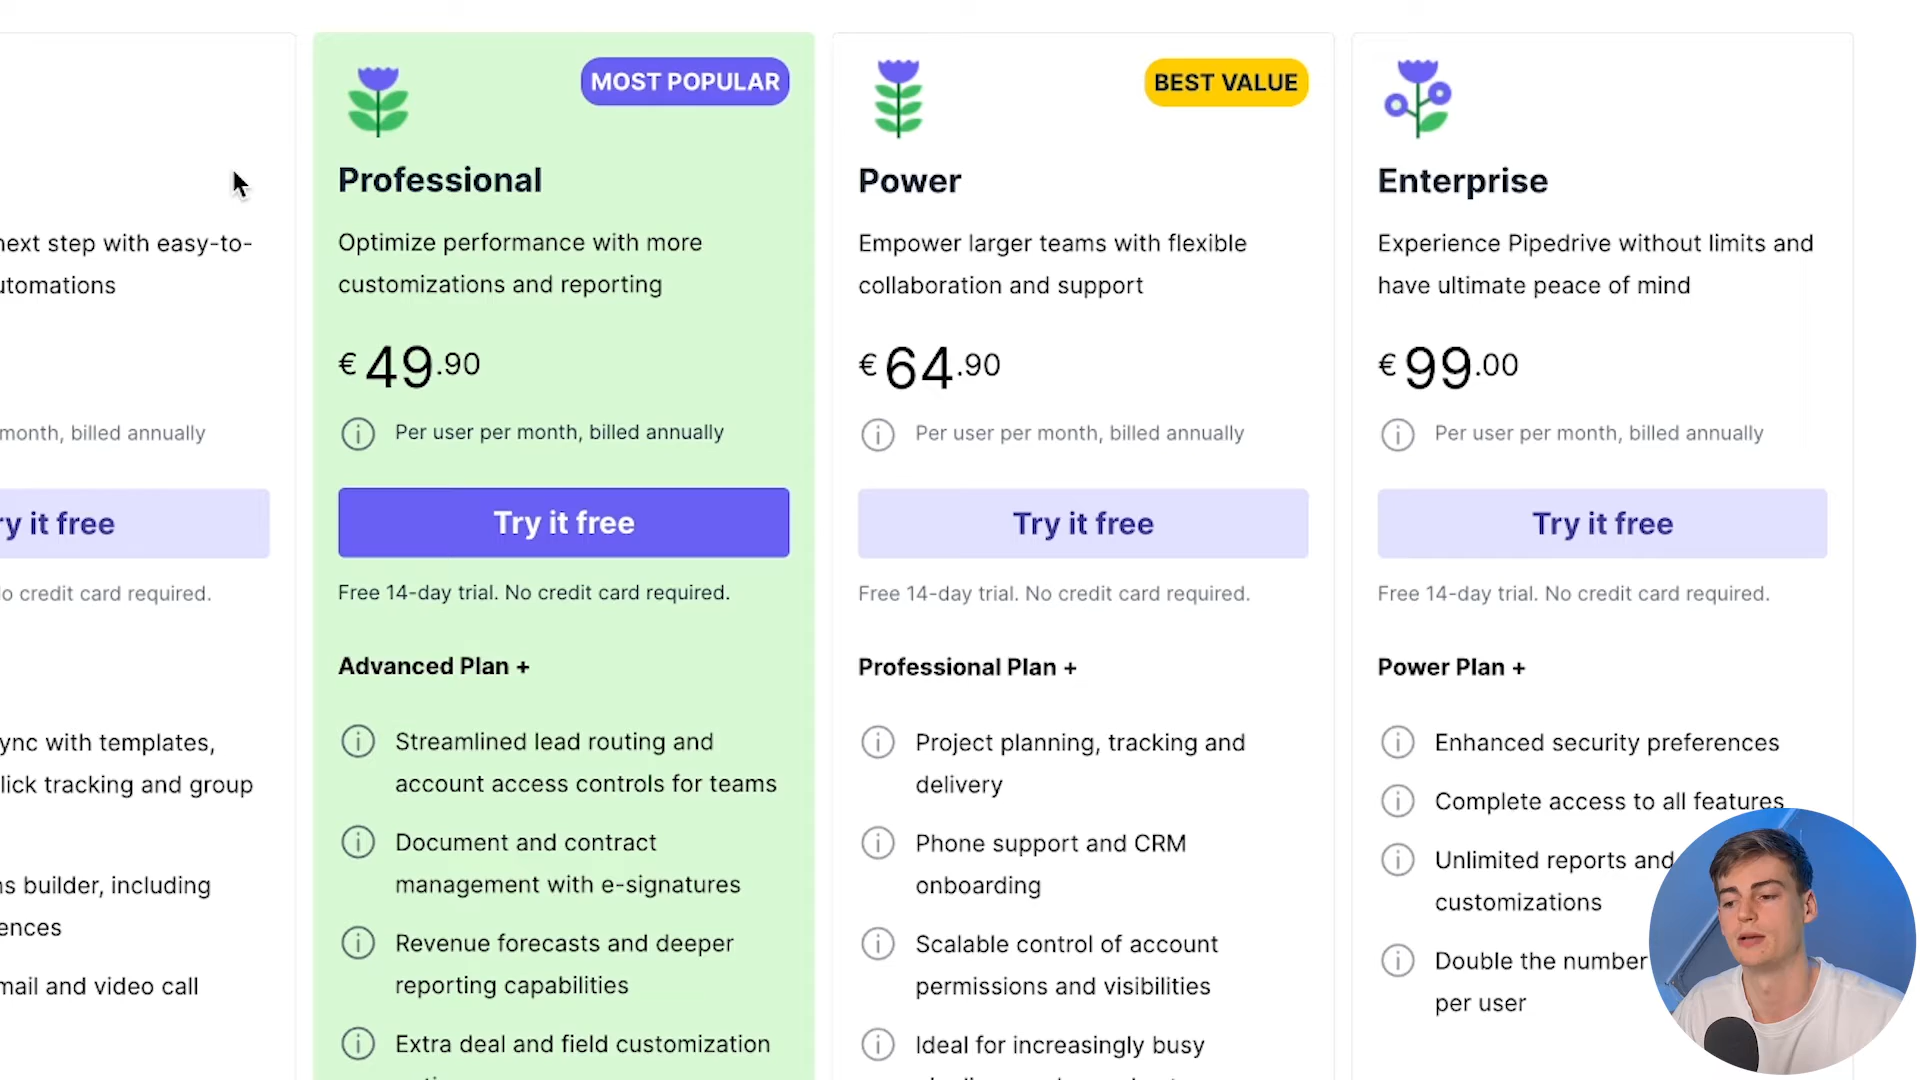 next step with easy-to-
utomations
month, billed annually
ry it free
lo credit card required.
ync with templates,
lick tracking and group
ns builder, including
ences
mail and video call
MOST POPULAR
Professional
Optimize performance with more
customizations and reporting
€ 49.90
Per user per month, billed annually
Try it free
Free 14-day trial. No credit card required.
Advanced Plan +
Streamlined lead routing and
account access controls for teams
Document and contract
management with e-signatures
Revenue forecasts and deeper
reporting capabilities
Extra deal and field customization
BEST VALUE
Power
Empower larger teams with flexible
collaboration and support
€ 64.90
Per user per month, billed annually
Try it free
Free 14-day trial. No credit card required.
Professional Plan +
Project planning, tracking and
delivery
Phone support and CRM
onboarding
Scalable control of account
permissions and visibilities
Ideal for increasingly busy
Enterprise
Experience Pipedrive without limits and
have ultimate peace of mind
€ 99.00
Per user per month, billed annually
Try it free
Free 14-day trial. No credit card required.
Power Plan +
Enhanced security preferences
Complete access to all features
Unlimited reports and
customizations
Double the number
per user